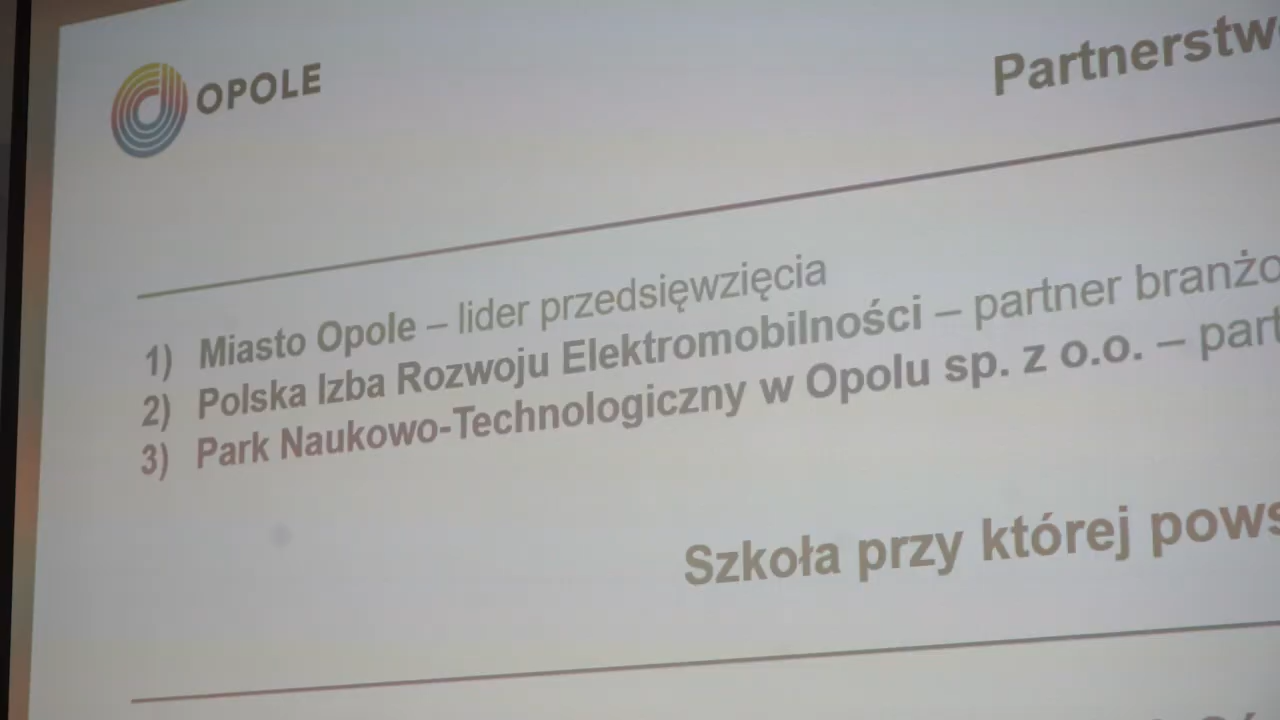 OPOLE
Partnerstwo
1) Miasto Opole – lider przedsięwzięcia
2) Polska Izba Rozwoju Elektromobilności – partner branżo
3) Park Naukowo-Technologiczny w Opolu sp. z o.o. – part
Szkoła przy której pows